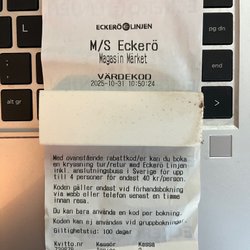 ECKERÖ LINJEN
M/S Eckerö
Magasin Market
VÄRDEKOD
2025-10-31 10:50:24
Med ovanstående rabattkod/er kan du boka
en kryssning tur/retur med Eckerö Linjen
inkl. anslutningsbuss i Sverige för upp
till 4 personer för endast 40 kr/person.
Koden gäller endast vid förhandsbokning
via webb eller telefon senast en timme
innan resa.
Du kan bara använda en kod per bokning.
Koden kan ej användas vid gruppbokningar.
Giltighetstid: 100 dagar
Kvitto.nr Kassör Kassa